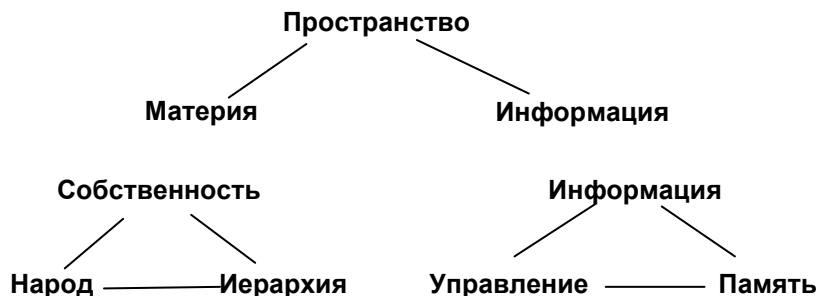 Пространство
Материя Информация
Собственность Информация
Народ Иерархия Управление Память